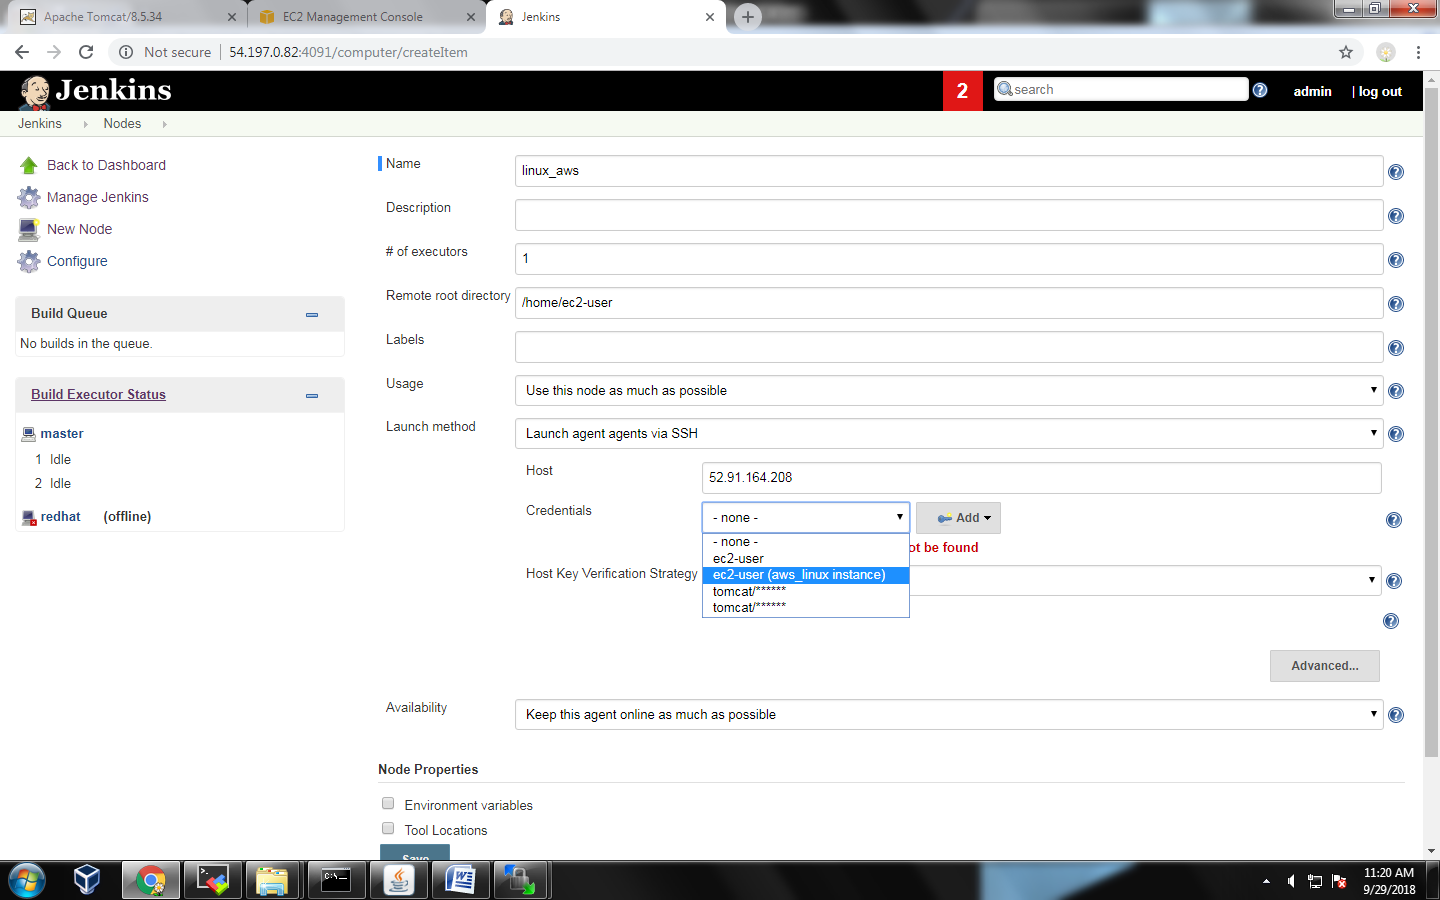 Apache Tomcat/8.5.34
EC2 Management Console
Jenkins
Not secure
54.197.0.82:4091/computer/createItem
Jenkins
2
search
admin
| log out
Jenkins
Nodes
Back to Dashboard
Manage Jenkins
New Node
Configure
Build Queue
No builds in the queue.
Build Executor Status
master
1 Idle
2 Idle
redhat (offline)
Name
linux_aws
Description
# of executors
1
Remote root directory
/home/ec2-user
Labels
Usage
Use this node as much as possible
Launch method
Launch agent agents via SSH
Host
52.91.164.208
Credentials
- none -
Add
- none -
ec2-user
ec2-user (aws_linux instance)
tomcat/******
tomcat/******
ot be found
Host Key Verification Strategy
Advanced...
Availability
Keep this agent online as much as possible
Node Properties
Environment variables
Tool Locations
Save
11:20 AM
9/29/2018